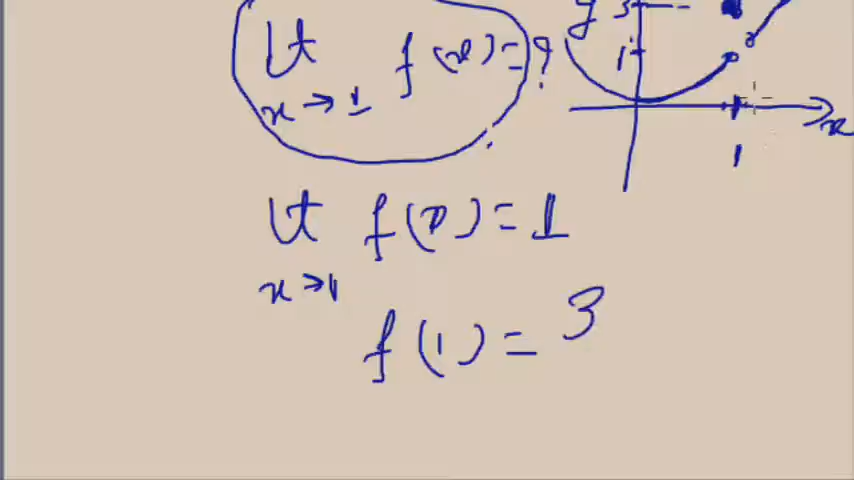 lt f(x) = ?
x → 1
y 3
1
x
1
lt f(x) = 1
x → 1
f(1) = 3